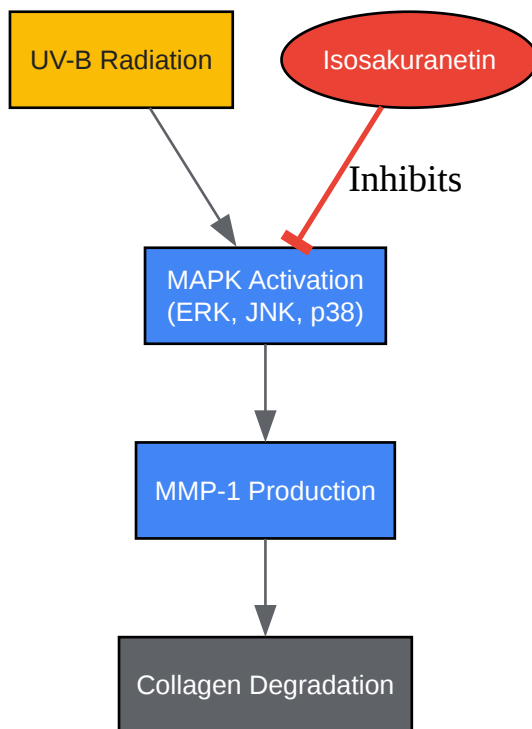 UV-B Radiation
Isosakuranetin
Inhibits
MAPK Activation
(ERK, JNK, p38)
MMP-1 Production
Collagen Degradation